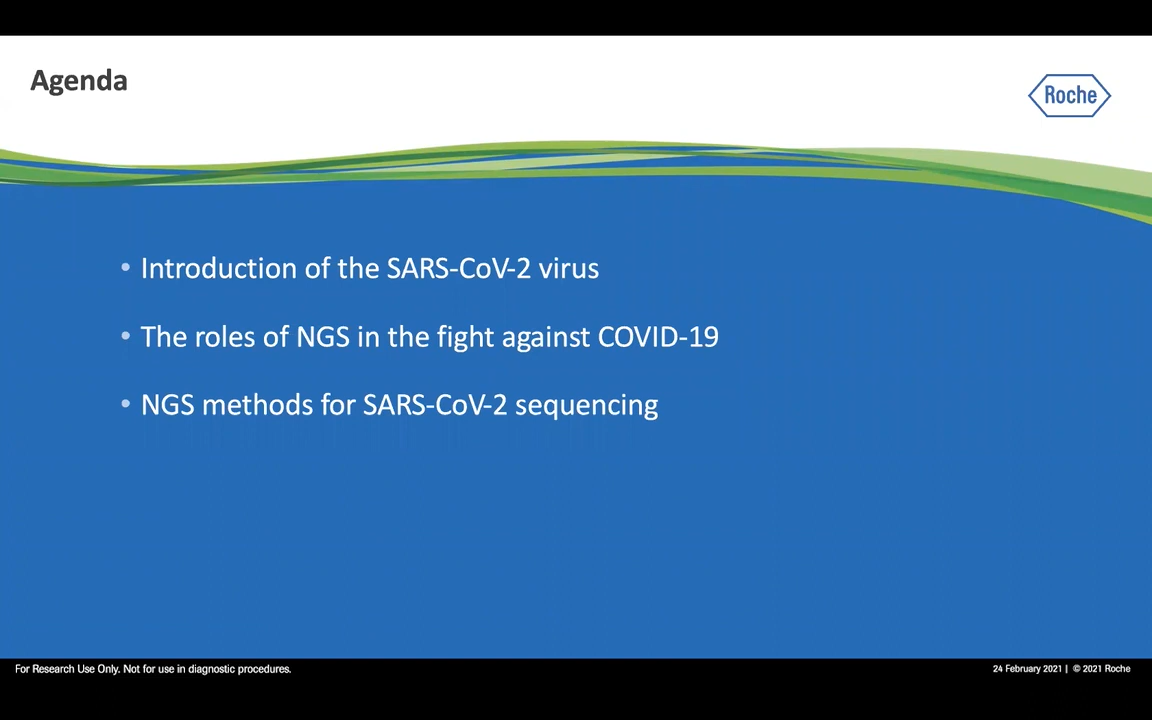 Agenda
Roche
• Introduction of the SARS-CoV-2 virus
• The roles of NGS in the fight against COVID-19
• NGS methods for SARS-CoV-2 sequencing
For Research Use Only. Not for use in diagnostic procedures.
24 February 2021 | © 2021 Roche